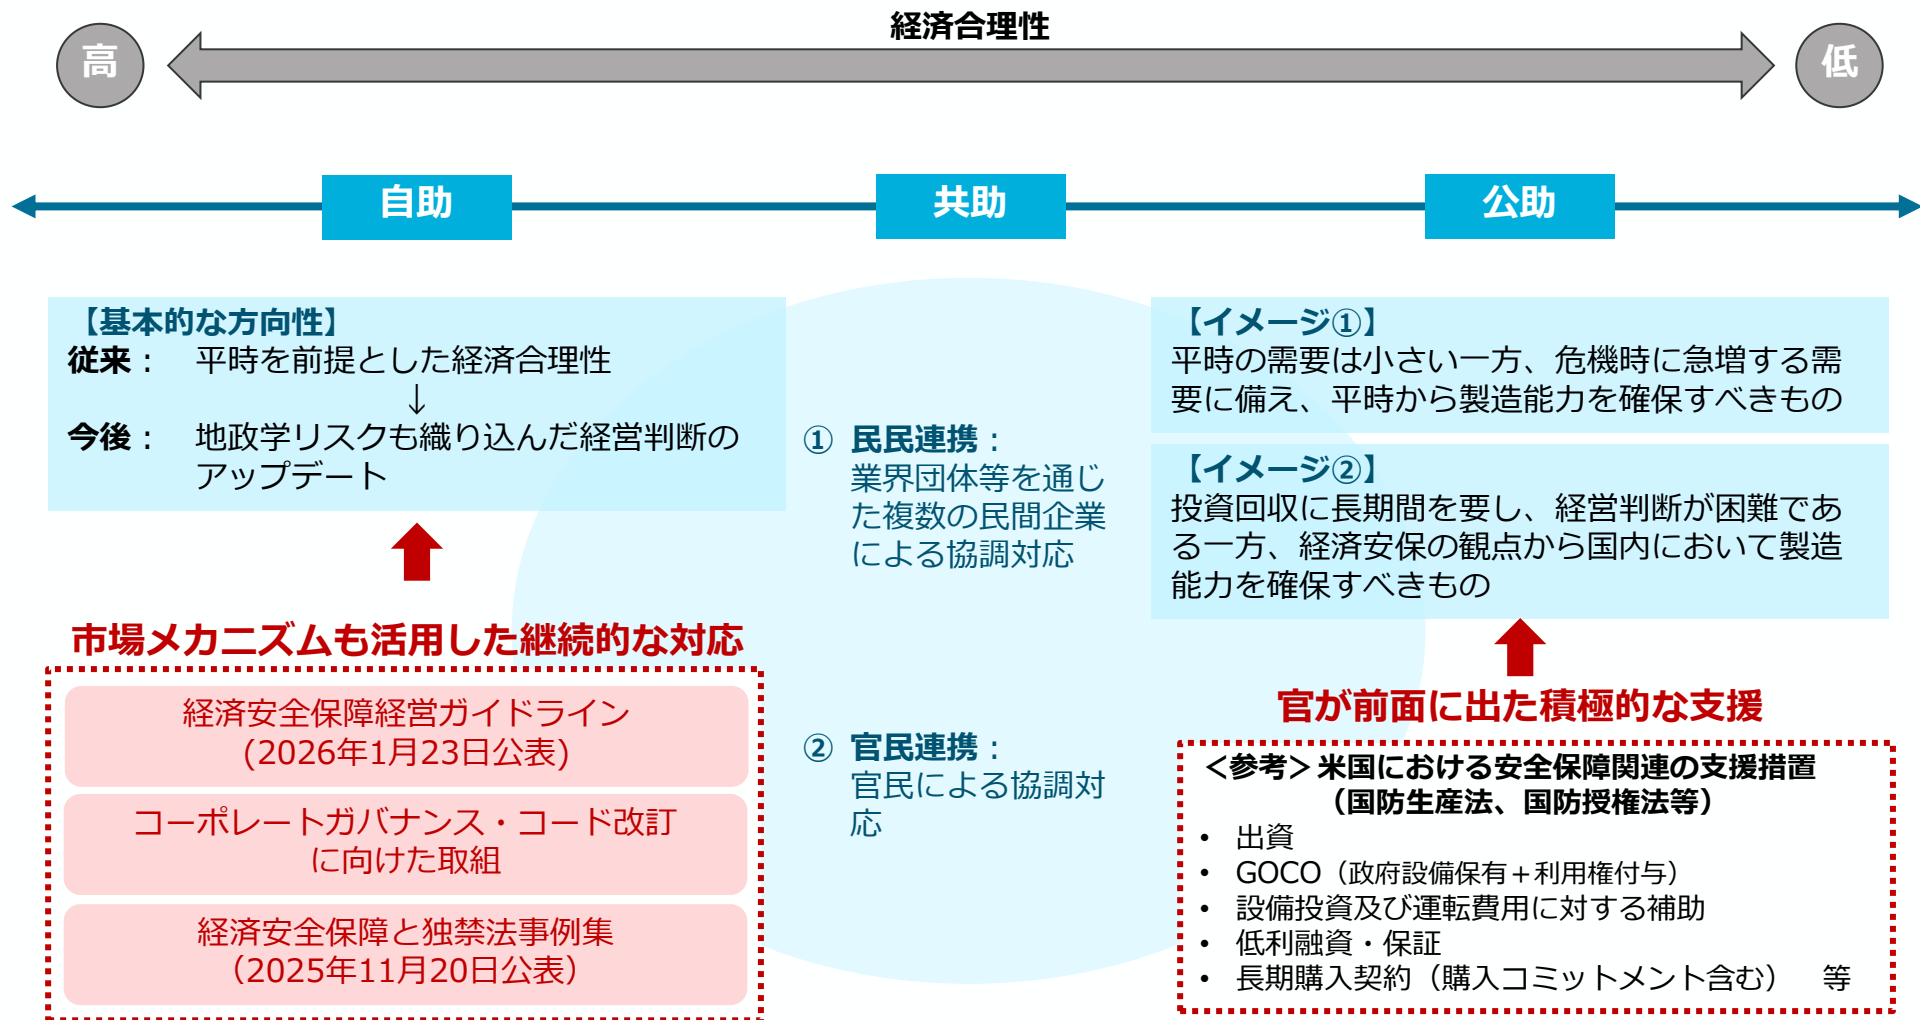 経済合理性
高
低
自助
共助
公助
【基本的な方向性】
従来： 平時を前提とした経済合理性
↓
今後： 地政学リスクも織り込んだ経営判断の
アップデート
市場メカニズムも活用した継続的な対応
経済安全保障経営ガイドライン
(2026年1月23日公表)
コーポレートガバナンス・コード改訂
に向けた取組
経済安全保障と独禁法事例集
（2025年11月20日公表）
① 民民連携：
業界団体等を通じ
た複数の民間企業
による協調対応
② 官民連携：
官民による協調対
応
【イメージ①】
平時の需要は小さい一方、危機時に急増する需
要に備え、平時から製造能力を確保すべきもの
【イメージ②】
投資回収に長期間を要し、経営判断が困難であ
る一方、経済安保の観点から国内において製造
能力を確保すべきもの
官が前面に出た積極的な支援
＜参考＞米国における安全保障関連の支援措置
（国防生産法、国防授権法等）
• 出資
• GOCO（政府設備保有＋利用権付与）
• 設備投資及び運転費用に対する補助
• 低利融資・保証
• 長期購入契約（購入コミットメント含む） 等